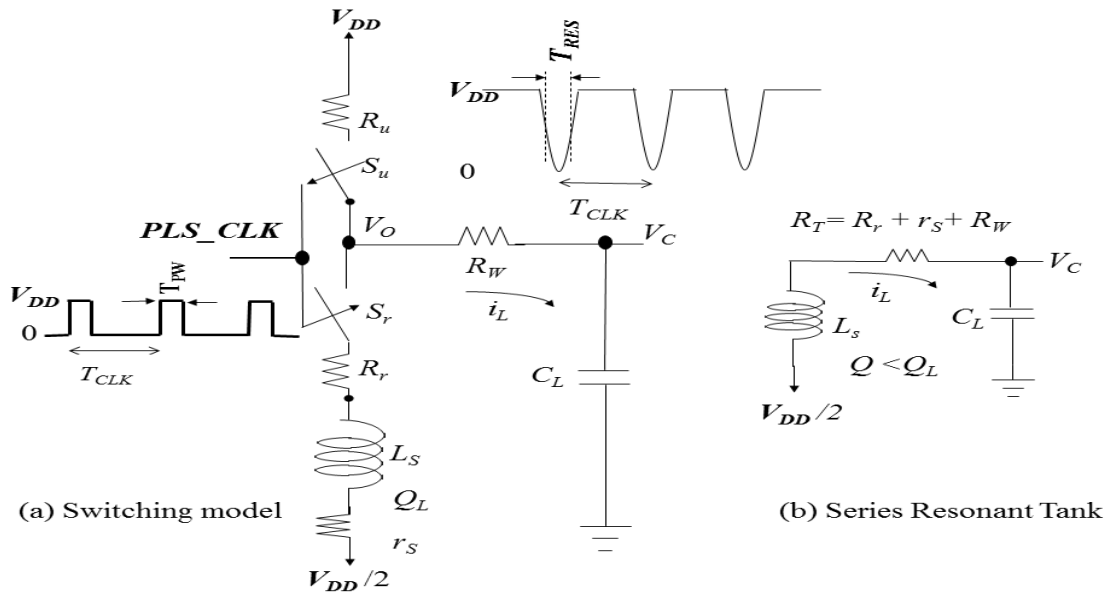 V_DD
R_u
S_u
PLS_CLK
V_O
R_W
V_C
i_L
V_DD
0
T_PW
T_CLK
S_r
R_r
C_L
L_S
Q_L
r_S
V_DD /2
(a) Switching model
T_RES
V_DD
0
T_CLK
R_T= R_r + r_S+ R_W
V_C
i_L
L_s
C_L
Q <Q_L
V_DD /2
(b) Series Resonant Tank